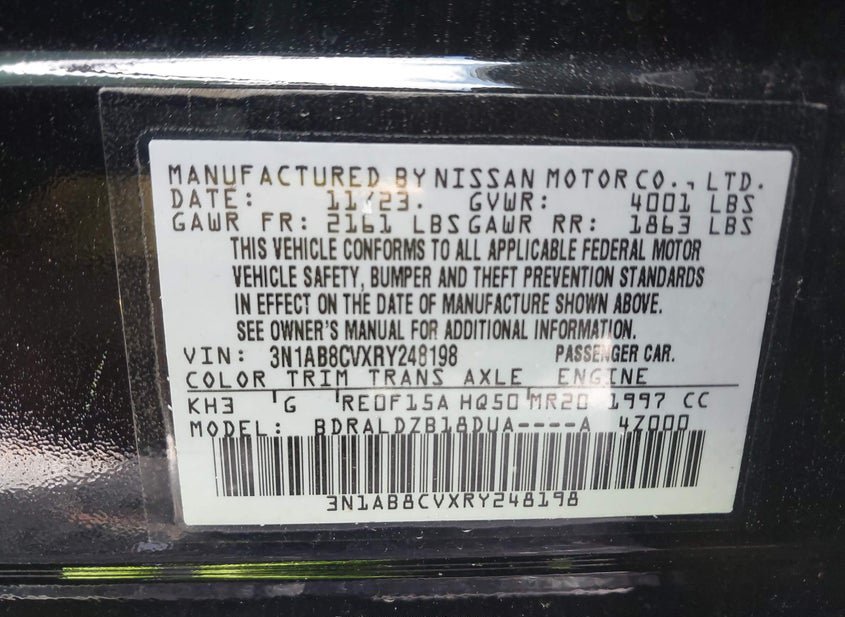 MANUFACTURED BY NISSAN MOTOR CO., LTD.
DATE: 11/23. GVWR: 4001 LBS
GAWR FR: 2161 LBS GAWR RR: 1863 LBS
THIS VEHICLE CONFORMS TO ALL APPLICABLE FEDERAL MOTOR
VEHICLE SAFETY, BUMPER AND THEFT PREVENTION STANDARDS
IN EFFECT ON THE DATE OF MANUFACTURE SHOWN ABOVE.
SEE OWNER'S MANUAL FOR ADDITIONAL INFORMATION.
VIN: 3N1AB8CVXRY248198 PASSENGER CAR.
COLOR TRIM TRANS AXLE ENGINE
KH3 G RE0F15A HQ50 MR20 1997 CC
MODEL: BDRALDZB18DUA----A 4Z000
3N1AB8CVXRY248198